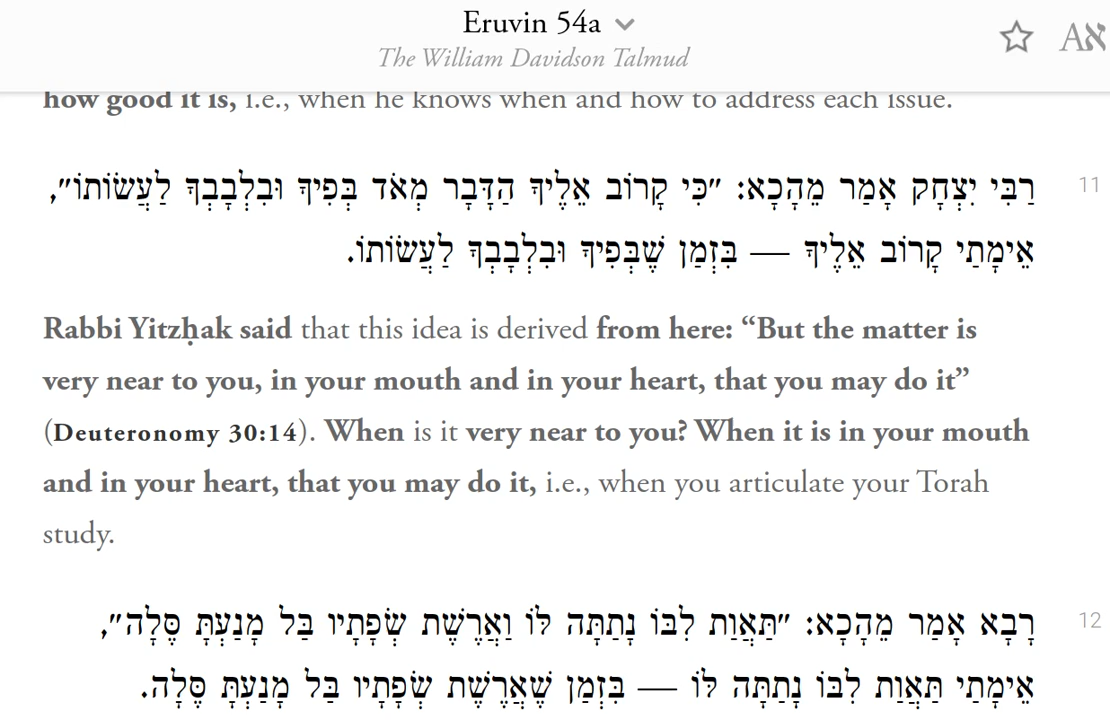 Eruvin 54a
The William Davidson Talmud
Aא
how good it is, i.e., when he knows when and how to address each issue.
11
רַבִּי יִצְחָק אָמַר מֵהָכָא: ״כִּי קָרוֹב אֵלֶיךָ הַדָּבָר מְאֹד בְּפִיךָ וּבִלְבָבְךָ לַעֲשׂוֹתוֹ״,
אֵימָתַי קָרוֹב אֵלֶיךָ — בִּזְמַן שֶׁבְּפִיךָ וּבִלְבָבְךָ לַעֲשׂוֹתוֹ.
Rabbi Yitzḥak said that this idea is derived from here: “But the matter is
very near to you, in your mouth and in your heart, that you may do it”
(Deuteronomy 30:14). When is it very near to you? When it is in your mouth
and in your heart, that you may do it, i.e., when you articulate your Torah
study.
12
רָבָא אָמַר מֵהָכָא: ״תַּאֲוַת לִבּוֹ נָתַתָּה לּוֹ וַאֲרֶשֶׁת שְׂפָתָיו בַּל מָנַעְתָּ סֶּלָה״,
אֵימָתַי תַּאֲוַת לִבּוֹ נָתַתָּה לּוֹ — בִּזְמַן שֶׁאֲרֶשֶׁת שְׂפָתָיו בַּל מָנַעְתָּ סֶּלָה.